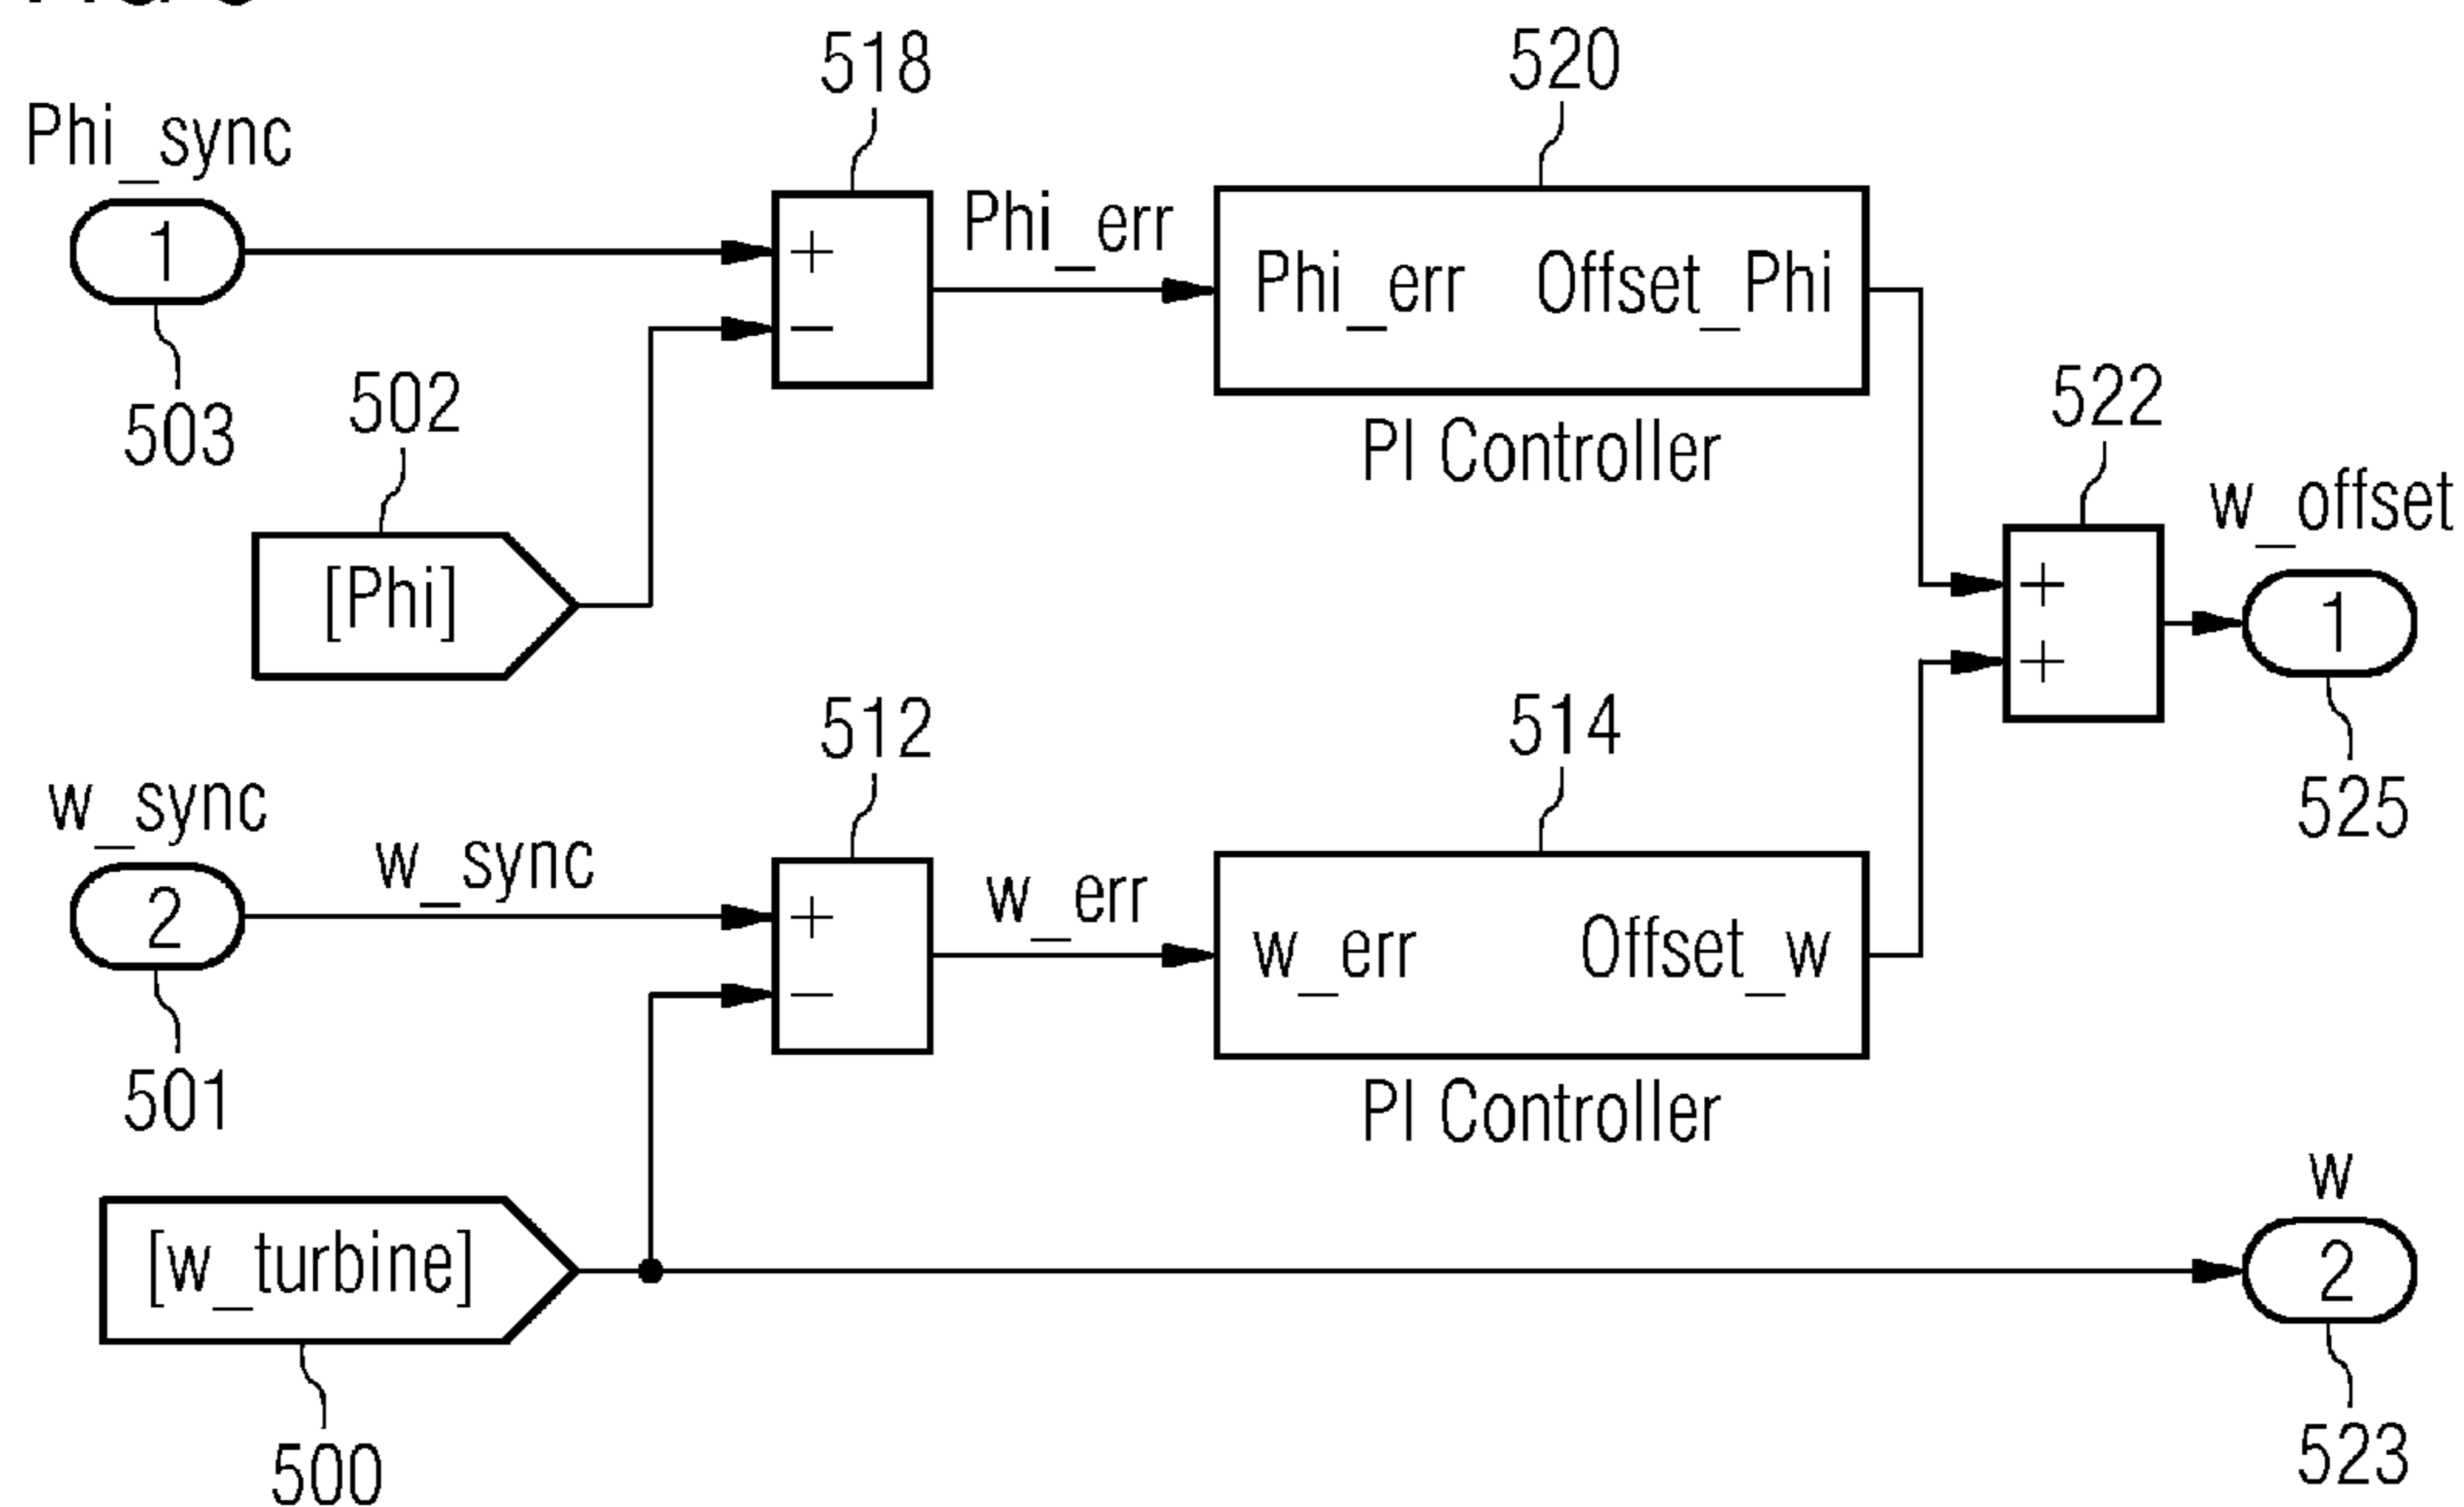 518
520
Phi_sync
1
+
Phi_err
Phi_err Offset_Phi
−
503
502
PI Controller
522
w_offset
[Phi]
+
1
+
512
514
525
w_sync
w_sync
2
+
w_err
w_err Offset_w
−
501
PI Controller
w
[w_turbine]
2
500
523